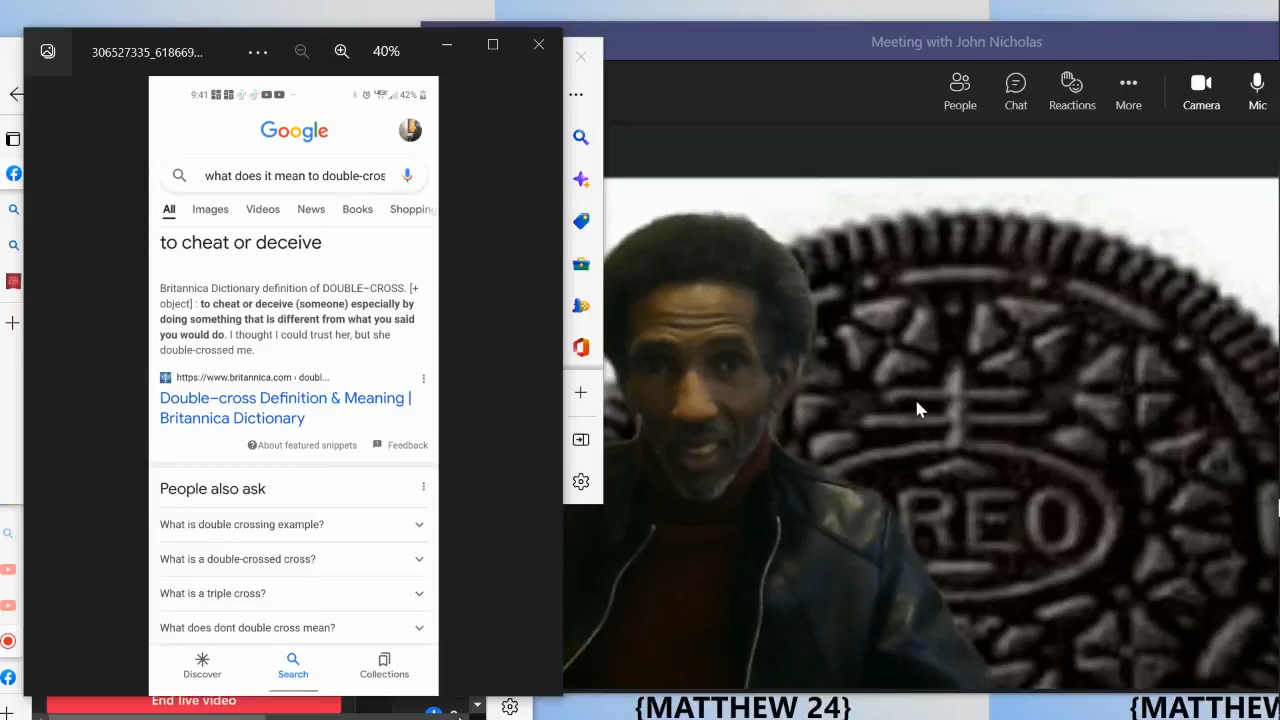 306527335_618669...
40%
Meeting with John Nicholas
People
Chat
Reactions
More
Camera
Mic
9:41
42%
Google
what does it mean to double-cros
All
Images
Videos
News
Books
Shopping
to cheat or deceive
Britannica Dictionary definition of DOUBLE–CROSS. [+
object] : to cheat or deceive (someone) especially by
doing something that is different from what you said
you would do. I thought I could trust her, but she
double-crossed me.
https://www.britannica.com › doubl...
Double–cross Definition & Meaning |
Britannica Dictionary
About featured snippets
Feedback
People also ask
What is double crossing example?
What is a double-crossed cross?
What is a triple cross?
What does dont double cross mean?
Discover
Search
Collections
REO
End live video
{MATTHEW 24}
{MATTHEW